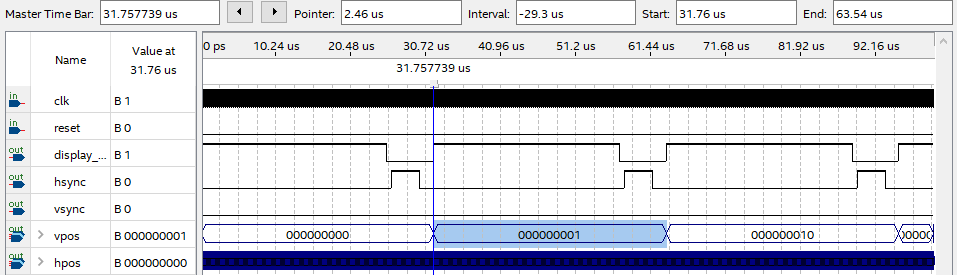 Master Time Bar: 31.757739 us Pointer: 2.46 us Interval: -29.3 us Start: 31.76 us End: 63.54 us
Name Value at 31.76 us
0 ps 10.24 us 20.48 us 30.72 us 40.96 us 51.2 us 61.44 us 71.68 us 81.92 us 92.16 us
31.757739 us
in clk B 1
in reset B 0
out display_... B 1
out hsync B 0
out vsync B 0
out vpos B 000000001 000000000 000000001 000000010
out hpos B 000000000